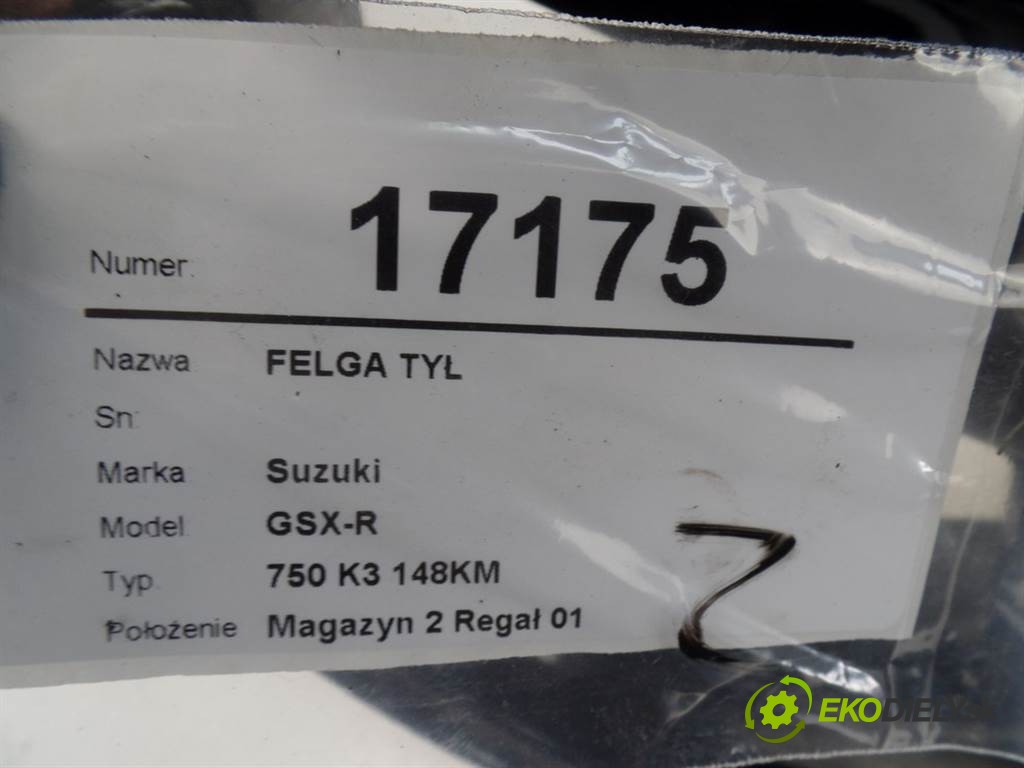 Numer: 17175
Nazwa FELGA TYŁ
Sn:
Marka Suzuki
Model GSX-R
Typ 750 K3 148KM
Położenie Magazyn 2 Regał 01
2